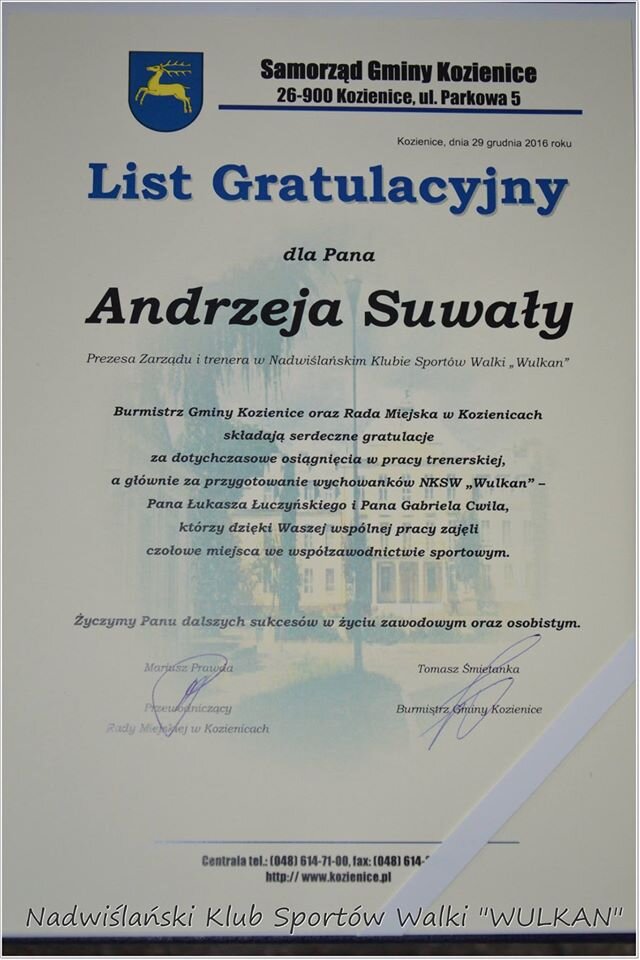 Samorząd Gminy Kozienice
26-900 Kozienice, ul. Parkowa 5
Kozienice, dnia 29 grudnia 2016 roku
List Gratulacyjny
dla Pana
Andrzeja Suwały
Prezesa Zarządu i trenera w Nadwiślańskim Klubie Sportów Walki „Wulkan”
Burmistrz Gminy Kozienice oraz Rada Miejska w Kozienicach
składają serdeczne gratulacje
za dotychczasowe osiągnięcia w pracy trenerskiej,
a głównie za przygotowanie wychowanków NKSW „Wulkan” –
Pana Łukasza Łuczyńskiego i Pana Gabriela Cwila,
którzy dzięki Waszej wspólnej pracy zajęli
czołowe miejsca we współzawodnictwie sportowym.
Życzymy Panu dalszych sukcesów w życiu zawodowym oraz osobistym.
Mariusz Prawda
Przewodniczący
Rady Miejskiej w Kozienicach
Tomasz Śmietanka
Burmistrz Gminy Kozienice
Centrala tel.: (048) 614-71-00, fax: (048) 614-
http:// www.kozienice.pl
Nadwiślański Klub Sportów Walki "WULKAN"